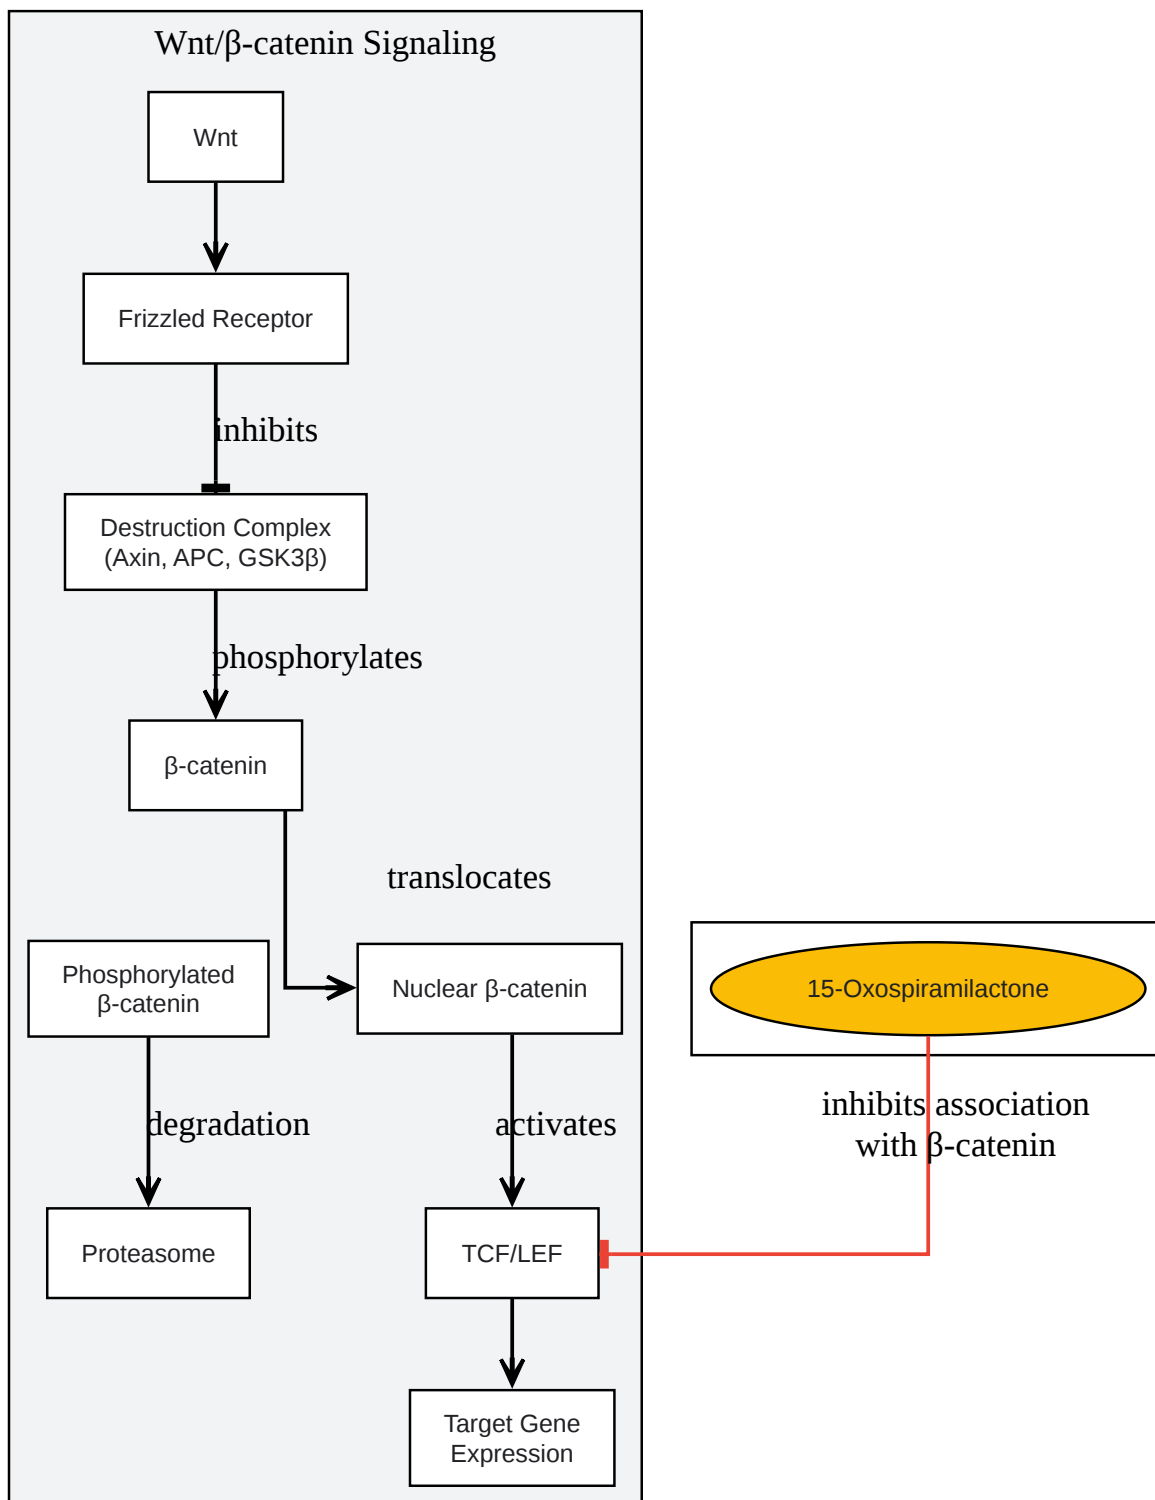 Wnt/β-catenin Signaling
Wnt
Frizzled Receptor
inhibits
Destruction Complex
(Axin, APC, GSK3β)
phosphorylates
β-catenin
translocates
Phosphorylated
β-catenin
Nuclear β-catenin
15-Oxospiramilactone
degradation
activates
inhibits association
with β-catenin
Proteasome
TCF/LEF
Target Gene
Expression